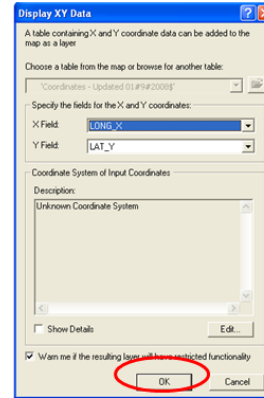 Display XY Data
A table containing X and Y coordinate data can be added to the
map as a layer
Choose a table from the map or browse for another table:
'Coordinates - Updated 01#9#2008$'
Specify the fields for the X and Y coordinates:
X Field: LONG_X
Y Field: LAT_Y
Coordinate System of Input Coordinates
Description:
Unknown Coordinate System
Show Details
Edit...
Warn me if the resulting layer will have restricted functionality
OK
Cancel